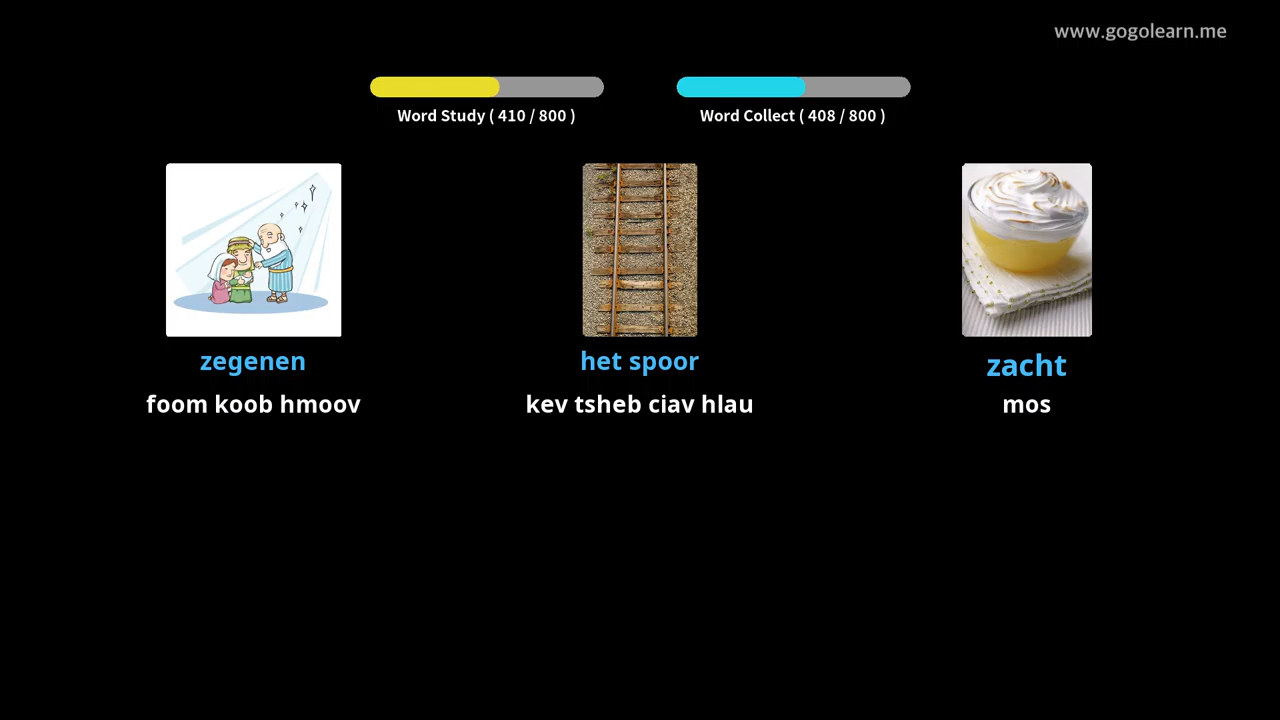 www.gogolearn.me
Word Study ( 410 / 800 )
Word Collect ( 408 / 800 )
zegenen
foom koob hmoov
het spoor
kev tsheb ciav hlau
zacht
mos